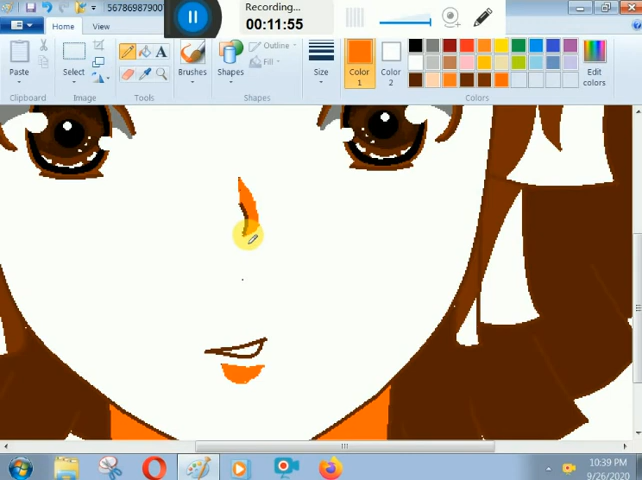 Recording...
00:11:55
56786987900
Home
View
Paste
Select
Brushes
Shapes
Outline
Fill
Size
Color
1
Color
2
Edit
colors
Clipboard
Image
Tools
Shapes
Colors
10:39 PM
9/26/2020